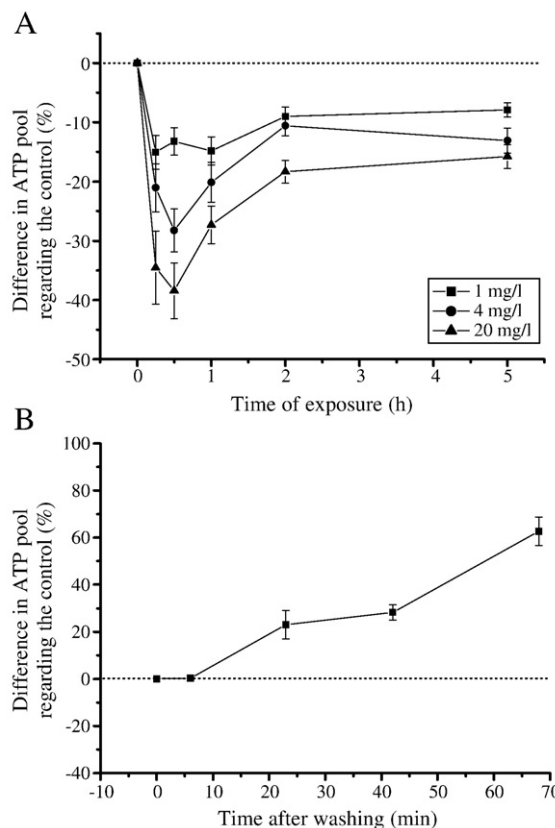 A
Difference in ATP pool
regarding the control (%)
0
-10
-20
-30
-40
-50
1 mg/l
4 mg/l
20 mg/l
0 1 2 3 4 5
Time of exposure (h)
B
Difference in ATP pool
regarding the control (%)
100
80
60
40
20
0
-20
-40
-10 0 10 20 30 40 50 60 70
Time after washing (min)